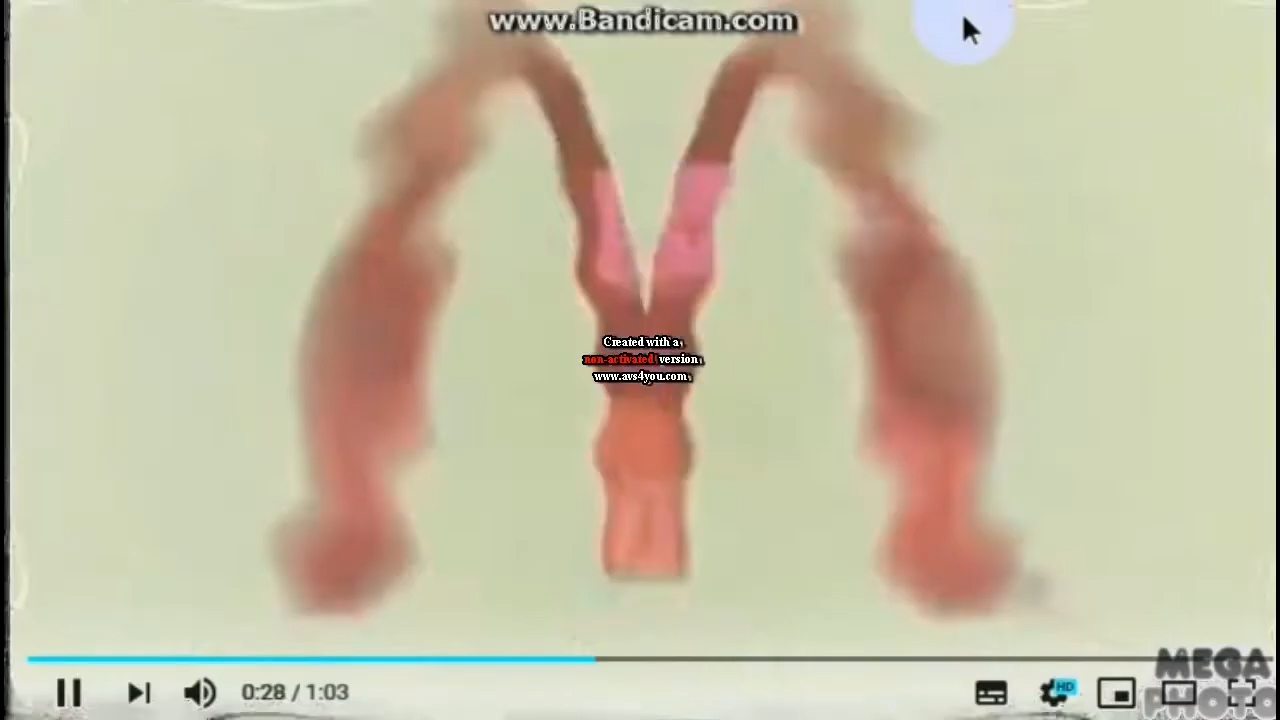 www.Bandicam.com
Created with a
non-activated version
www.avs4you.com
0:28 / 1:03
HD
MEGA
PHOTO